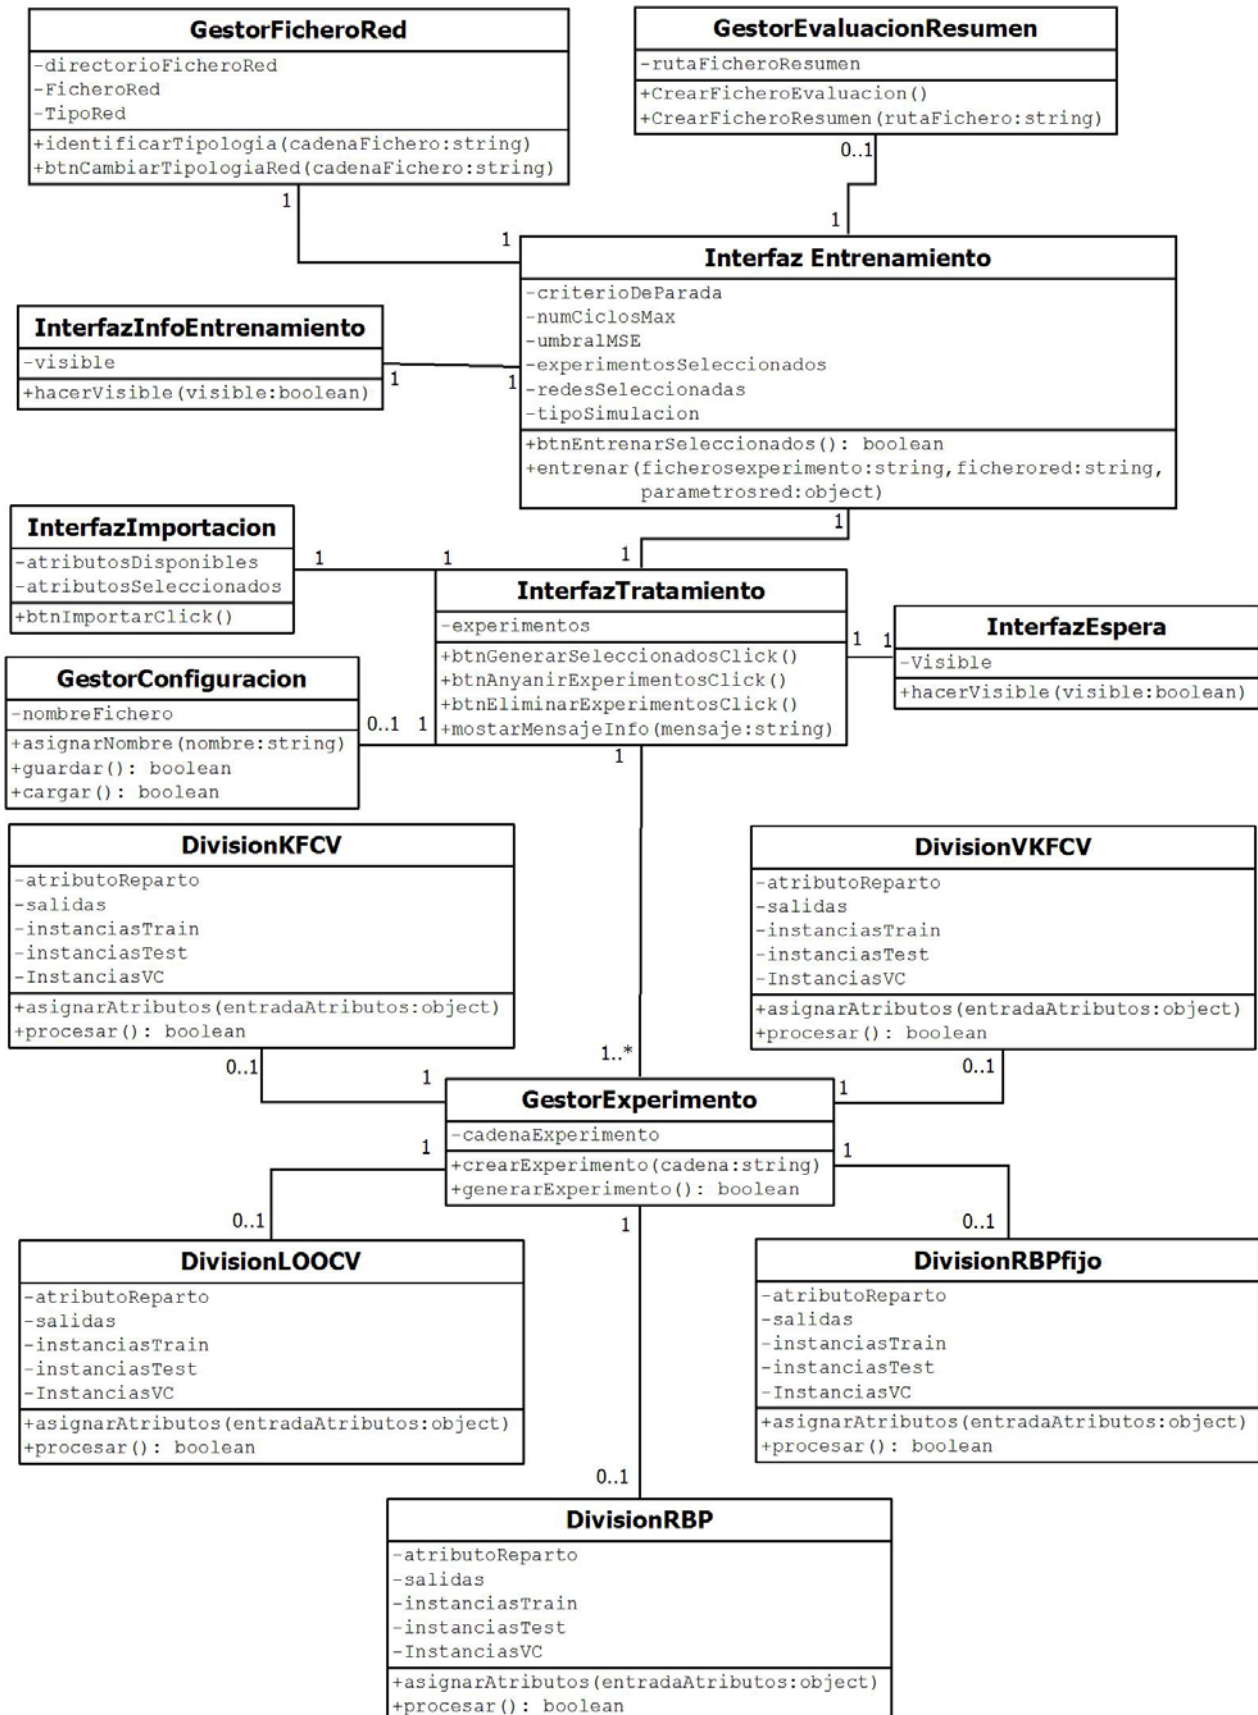 GestorFicheroRed
-directorioFicheroRed
-FicheroRed
-TipoRed
+identificarTipologia(cadenaFichero:string)
+btnCambiarTipologiaRed(cadenaFichero:string)
1
1
GestorEvaluacionResumen
-rutaFicheroResumen
+CrearFicheroEvaluacion()
+CrearFicheroResumen(rutaFichero:string)
0..1
1
Interfaz Entrenamiento
-criterioDeParada
-numCiclosMax
-umbralMSE
-experimentosSeleccionados
-redesSeleccionadas
-tipoSimulacion
+btnEntrenarSeleccionados(): boolean
+entrenar(ficherosexperimento:string,ficherored:string,
parametrosred:object)
InterfazInfoEntrenamiento
-visible
+hacerVisible(visible:boolean)
1
1
1
1
InterfazImportacion
-atributosDisponibles
-atributosSeleccionados
+btnImportarClick()
1
1
InterfazTratamiento
-experimentos
+btnGenerarSeleccionadosClick()
+btnAnyanirExperimentosClick()
+btnEliminarExperimentosClick()
+mostarMensajeInfo(mensaje:string)
1
1
InterfazEspera
-Visible
+hacerVisible(visible:boolean)
GestorConfiguracion
-nombreFichero
+asignarNombre(nombre:string)
+guardar(): boolean
+cargar(): boolean
0..1
1
1
1..*
DivisionKFCV
-atributoReparto
-salidas
-instanciasTrain
-instanciasTest
-InstanciasVC
+asignarAtributos(entradaAtributos:object)
+procesar(): boolean
0..1
1
DivisionVKFCV
-atributoReparto
-salidas
-instanciasTrain
-instanciasTest
-InstanciasVC
+asignarAtributos(entradaAtributos:object)
+procesar(): boolean
0..1
1
GestorExperimento
-cadenaExperimento
+crearExperimento(cadena:string)
+generarExperimento(): boolean
1
0..1
1
0..1
1
0..1
DivisionLOOCV
-atributoReparto
-salidas
-instanciasTrain
-instanciasTest
-InstanciasVC
+asignarAtributos(entradaAtributos:object)
+procesar(): boolean
DivisionRBPfijo
-atributoReparto
-salidas
-instanciasTrain
-instanciasTest
-InstanciasVC
+asignarAtributos(entradaAtributos:object)
+procesar(): boolean
DivisionRBP
-atributoReparto
-salidas
-instanciasTrain
-instanciasTest
-InstanciasVC
+asignarAtributos(entradaAtributos:object)
+procesar(): boolean